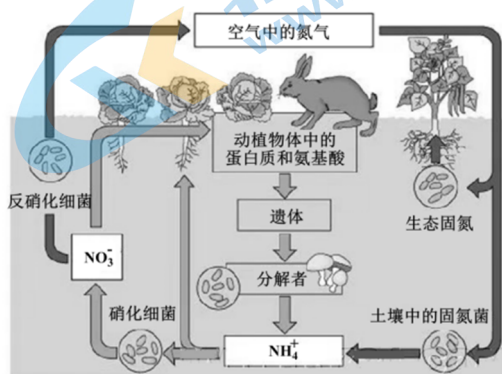 空气中的氮气
动植物体中的
蛋白质和氨基酸
反硝化细菌
遗体
生态固氮
NO₃⁻
分解者
硝化细菌
土壤中的固氮菌
NH₄⁺